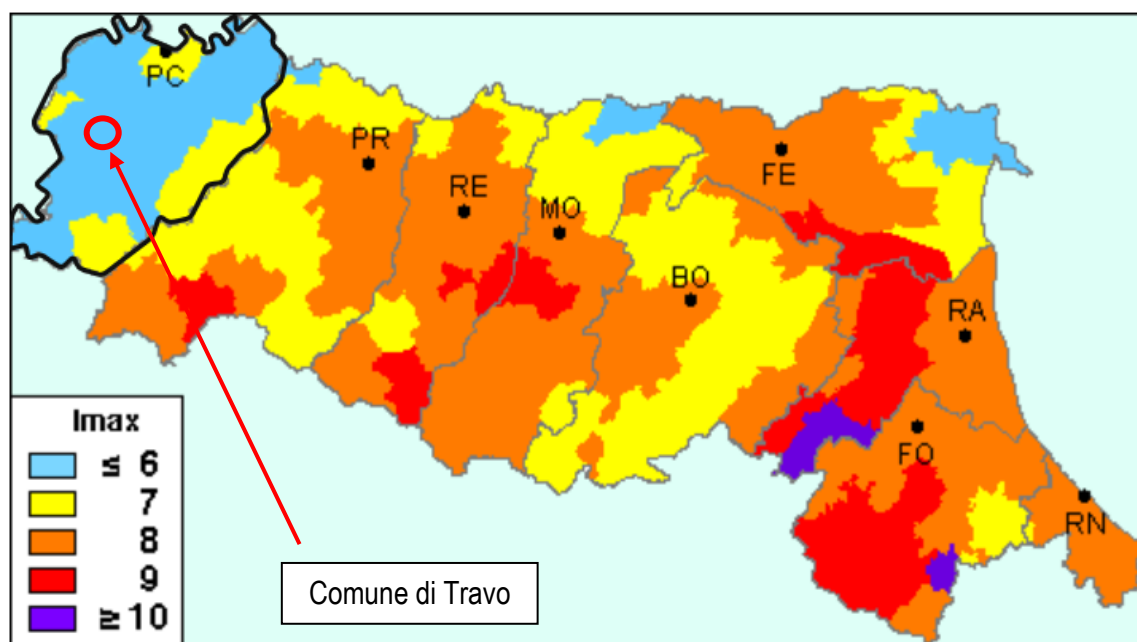 PC
PR
RE
MO
FE
BO
RA
FO
RN
Imax
≤ 6
7
8
9
≥ 10
Comune di Travo